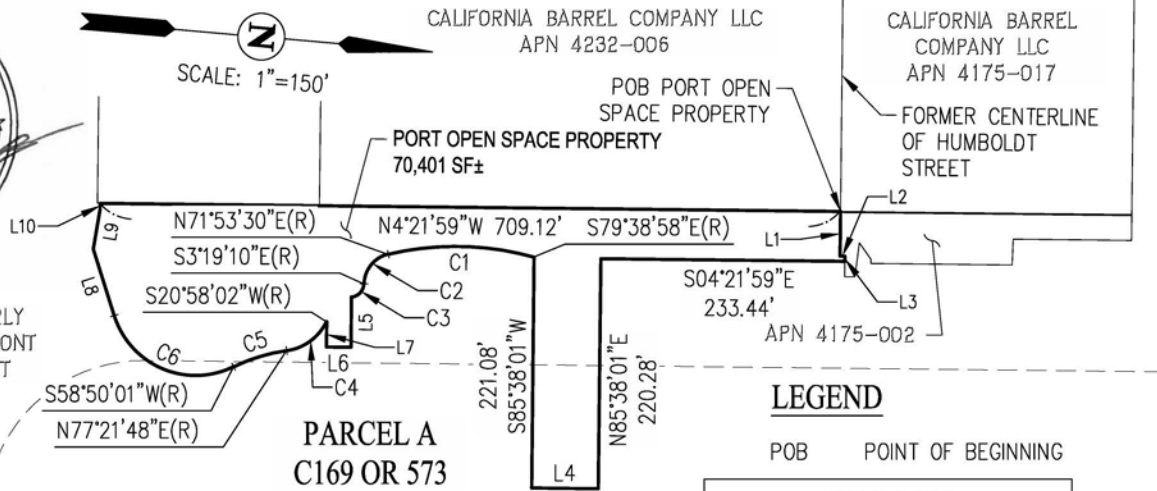 CALIFORNIA BARREL COMPANY LLC
APN 4232-006
CALIFORNIA BARREL
COMPANY LLC
APN 4175-017
N
SCALE: 1"=150'
POB PORT OPEN
SPACE PROPERTY
FORMER CENTERLINE
OF HUMBOLDT
STREET
PORT OPEN SPACE PROPERTY
70,401 SF±
L10
L9
N71°53'30"E(R)
N4°21'59"W 709.12'
S79°38'58"E(R)
L1
L2
S3°19'10"E(R)
C1
C2
L8
S20°58'02"W(R)
L5
C3
S04°21'59"E
233.44'
L3
APN 4175-002
RLY
ONT
T
C6
C5
L6
L7
C4
221.08'
S85°38'01"W
N85°38'01"E
220.28'
S58°50'01"W(R)
N77°21'48"E(R)
PARCEL A
C169 OR 573
L4
LEGEND
POB POINT OF BEGINNING